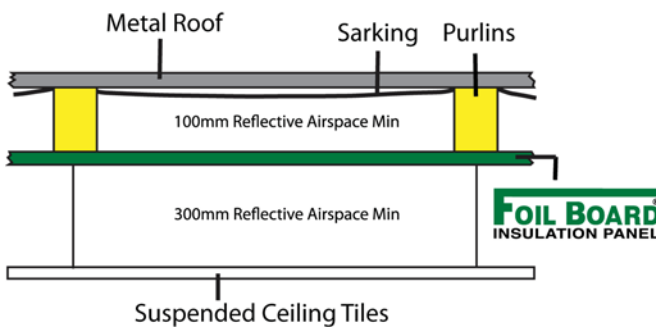 Metal Roof
Sarking
Purlins
100mm Reflective Airspace Min
300mm Reflective Airspace Min
FOIL BOARD®
INSULATION PANEL
Suspended Ceiling Tiles